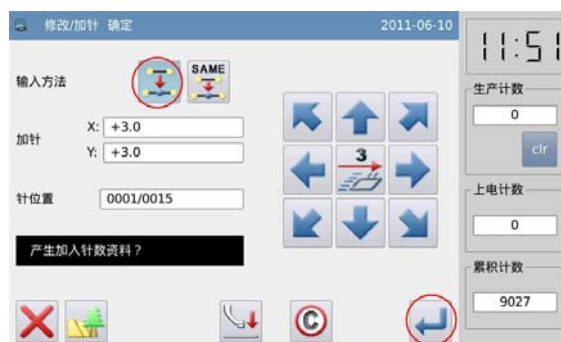 修改/加针 确定 2011-06-10
11:51
输入方法
SAME
加针
X: +3.0
Y: +3.0
3
针位置 0001/0015
产生加入针数资料？
C
生产计数
0
clr
上电计数
0
累积计数
9027